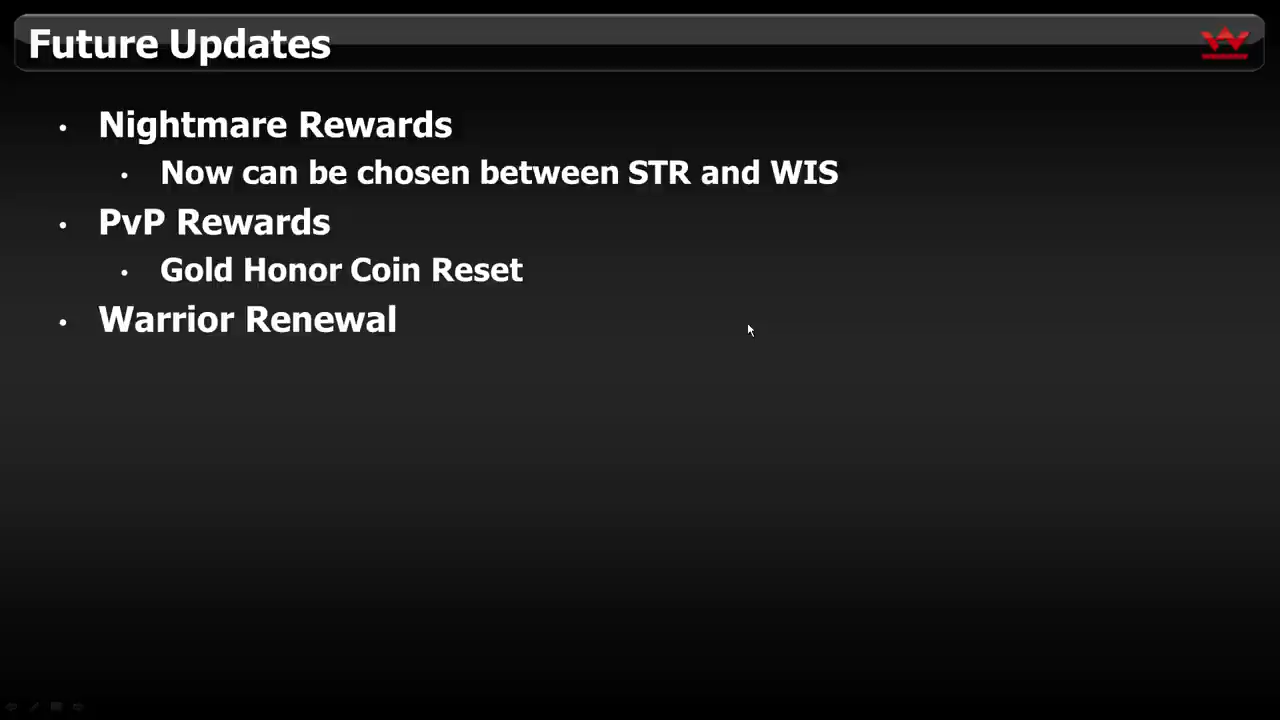 Future Updates
• Nightmare Rewards
• Now can be chosen between STR and WIS
• PvP Rewards
• Gold Honor Coin Reset
• Warrior Renewal